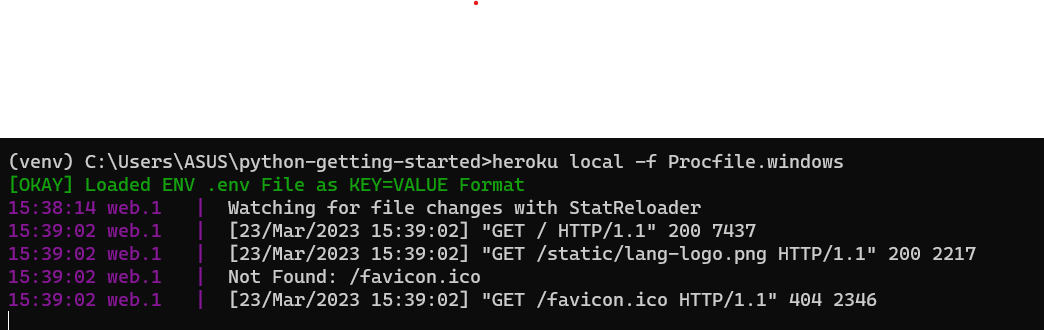 (venv) C:\Users\ASUS\python-getting-started>heroku local -f Procfile.windows
[OKAY] Loaded ENV .env File as KEY=VALUE Format
15:38:14 web.1   |  Watching for file changes with StatReloader
15:39:02 web.1   |  [23/Mar/2023 15:39:02] "GET / HTTP/1.1" 200 7437
15:39:02 web.1   |  [23/Mar/2023 15:39:02] "GET /static/lang-logo.png HTTP/1.1" 200 2217
15:39:02 web.1   |  Not Found: /favicon.ico
15:39:02 web.1   |  [23/Mar/2023 15:39:02] "GET /favicon.ico HTTP/1.1" 404 2346